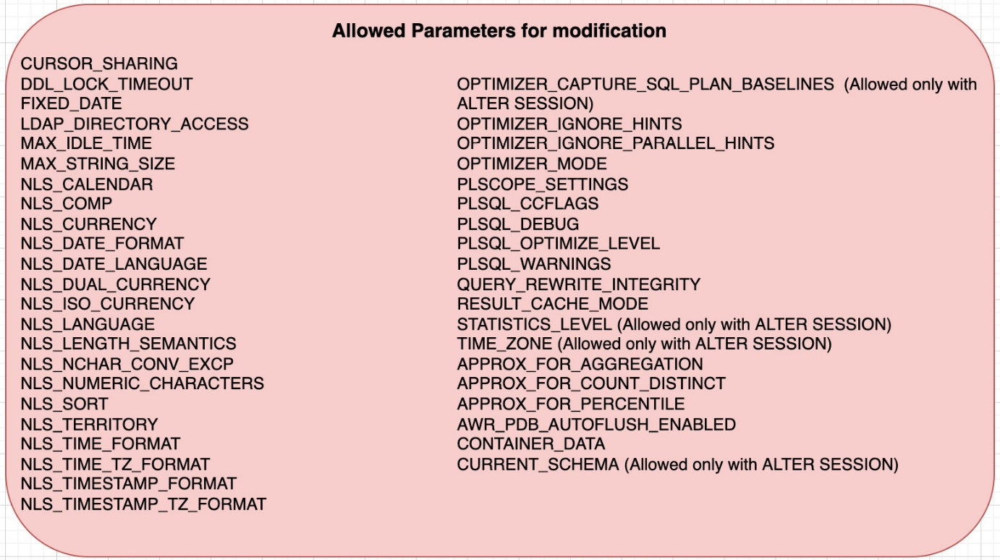 Allowed Parameters for modification
CURSOR_SHARING
DDL_LOCK_TIMEOUT
FIXED_DATE
LDAP_DIRECTORY_ACCESS
MAX_IDLE_TIME
MAX_STRING_SIZE
NLS_CALENDAR
NLS_COMP
NLS_CURRENCY
NLS_DATE_FORMAT
NLS_DATE_LANGUAGE
NLS_DUAL_CURRENCY
NLS_ISO_CURRENCY
NLS_LANGUAGE
NLS_LENGTH_SEMANTICS
NLS_NCHAR_CONV_EXCP
NLS_NUMERIC_CHARACTERS
NLS_SORT
NLS_TERRITORY
NLS_TIME_FORMAT
NLS_TIME_TZ_FORMAT
NLS_TIMESTAMP_FORMAT
NLS_TIMESTAMP_TZ_FORMAT
OPTIMIZER_CAPTURE_SQL_PLAN_BASELINES (Allowed only with
ALTER SESSION)
OPTIMIZER_IGNORE_HINTS
OPTIMIZER_IGNORE_PARALLEL_HINTS
OPTIMIZER_MODE
PLSCOPE_SETTINGS
PLSQL_CCFLAGS
PLSQL_DEBUG
PLSQL_OPTIMIZE_LEVEL
PLSQL_WARNINGS
QUERY_REWRITE_INTEGRITY
RESULT_CACHE_MODE
STATISTICS_LEVEL (Allowed only with ALTER SESSION)
TIME_ZONE (Allowed only with ALTER SESSION)
APPROX_FOR_AGGREGATION
APPROX_FOR_COUNT_DISTINCT
APPROX_FOR_PERCENTILE
AWR_PDB_AUTOFLUSH_ENABLED
CONTAINER_DATA
CURRENT_SCHEMA (Allowed only with ALTER SESSION)